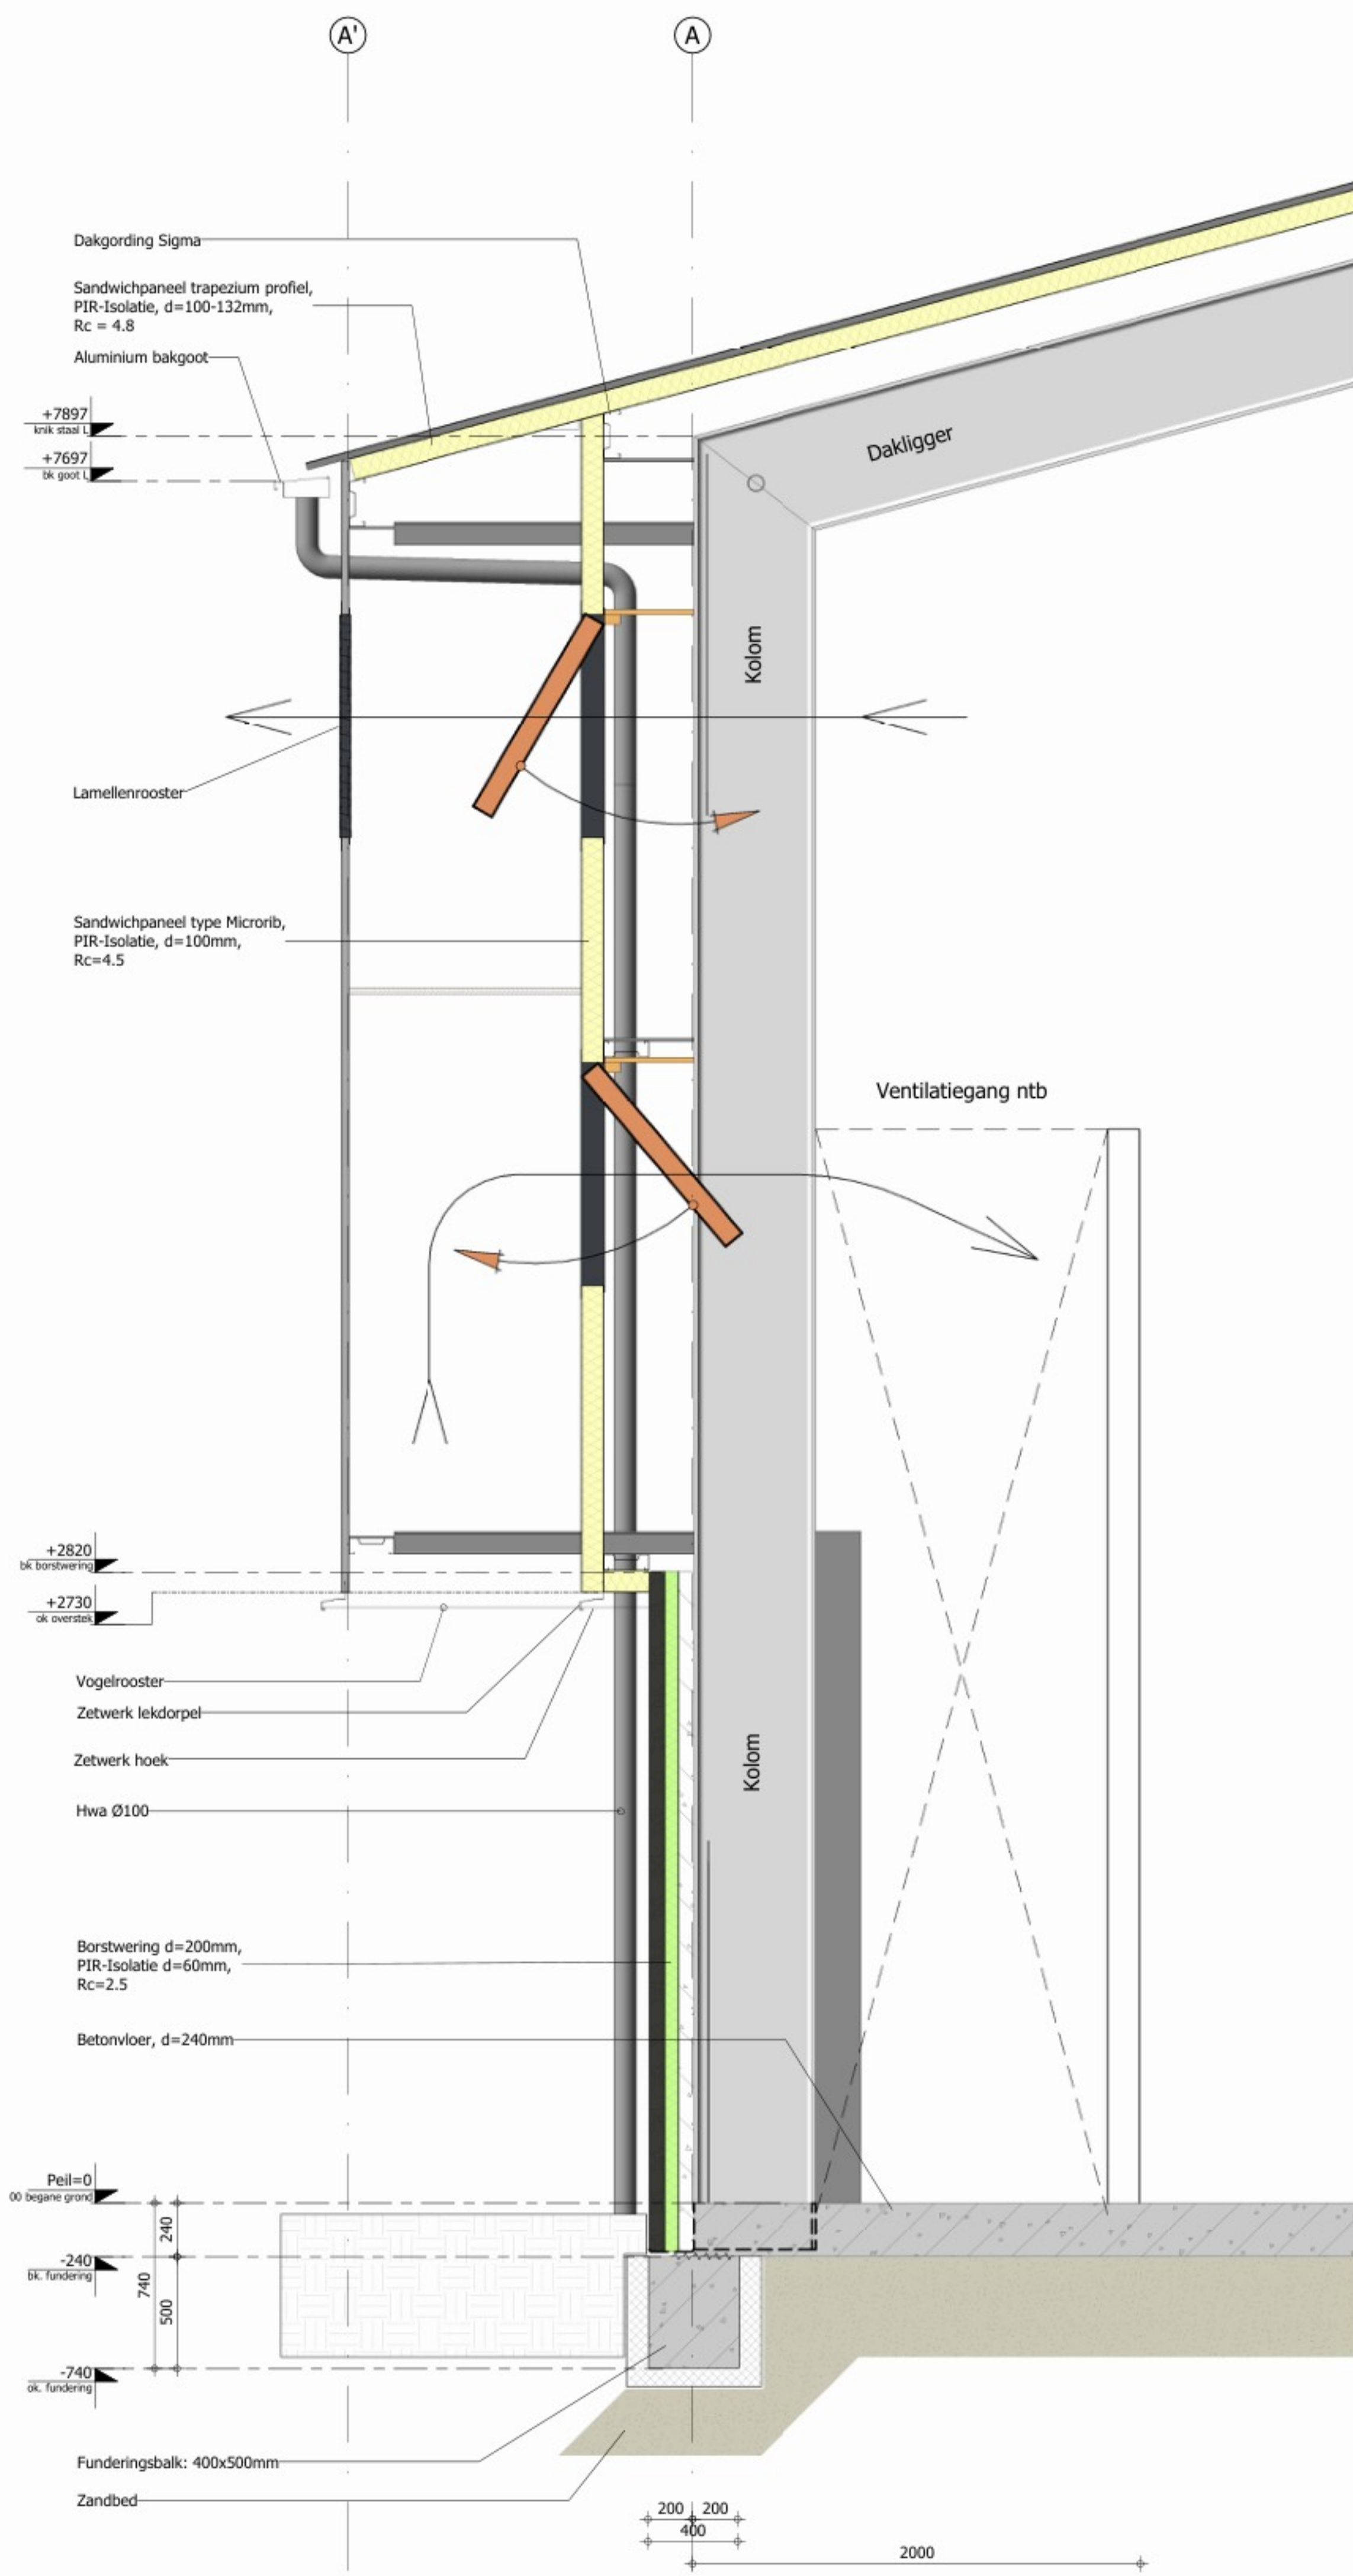 A'
A
Dakgording Sigma
Sandwichpaneel trapezium profiel,
PIR-Isolatie, d=100-132mm,
Rc = 4.8
Aluminium bakgoot
+7897
knik staal L
+7697
bk goot L
Dakligger
Kolom
Lamellenrooster
Sandwichpaneel type Microrib,
PIR-Isolatie, d=100mm,
Rc=4.5
Ventilatiegang ntb
+2820
bk borstwering
+2730
ok overstek
Vogelrooster
Zetwerk lekdorpel
Zetwerk hoek
Kolom
Hwa Ø100
Borstwering d=200mm,
PIR-Isolatie d=60mm,
Rc=2.5
Betonvloer, d=240mm
Peil=0
00 begane grond
240
-240
bk. fundering
740
500
-740
ok. fundering
Funderingsbalk: 400x500mm
Zandbed
200 200
400
2000